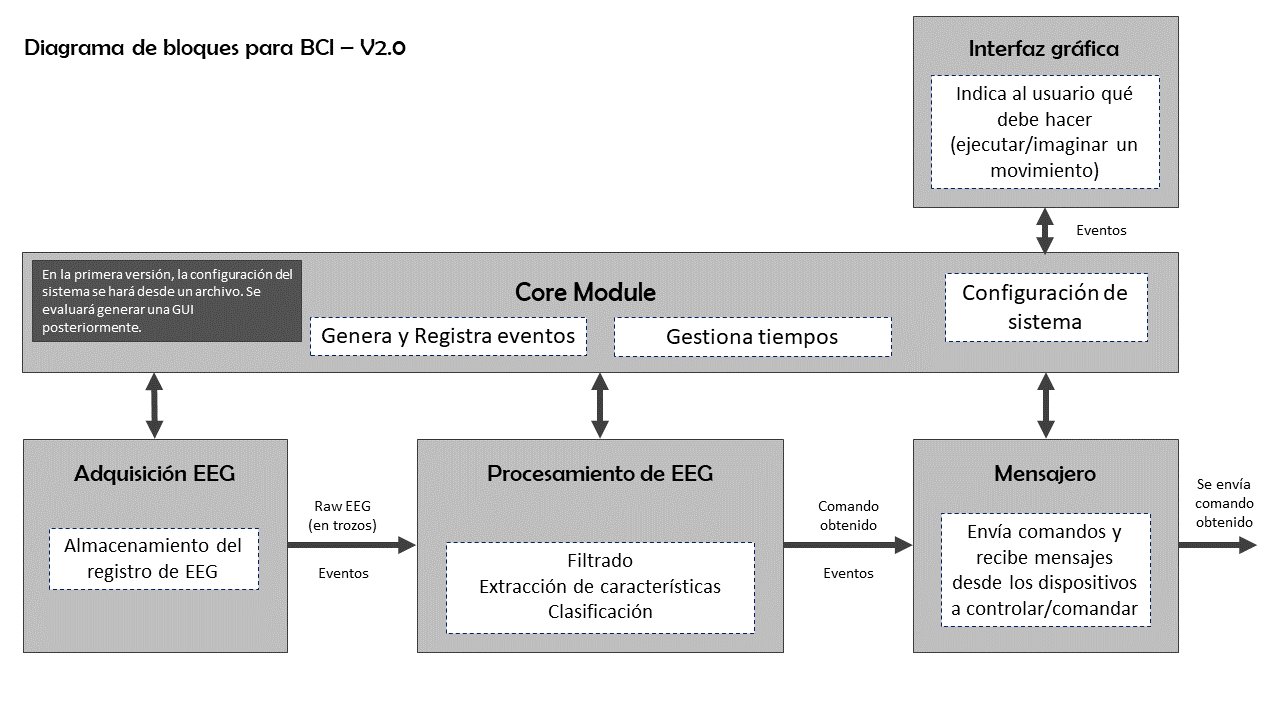 Diagrama de bloques para BCI – V2.0
Interfaz gráfica
Indica al usuario qué
debe hacer
(ejecutar/imaginar un
movimiento)
Eventos
En la primera versión, la configuración del
sistema se hará desde un archivo. Se
evaluará generar una GUI
posteriormente.
Core Module
Genera y Registra eventos
Gestiona tiempos
Configuración de
sistema
Adquisición EEG
Almacenamiento del
registro de EEG
Raw EEG
(en trozos)
Eventos
Procesamiento de EEG
Filtrado
Extracción de características
Clasificación
Comando
obtenido
Eventos
Mensajero
Envía comandos y
recibe mensajes
desde los dispositivos
a controlar/comandar
Se envía
comando
obtenido